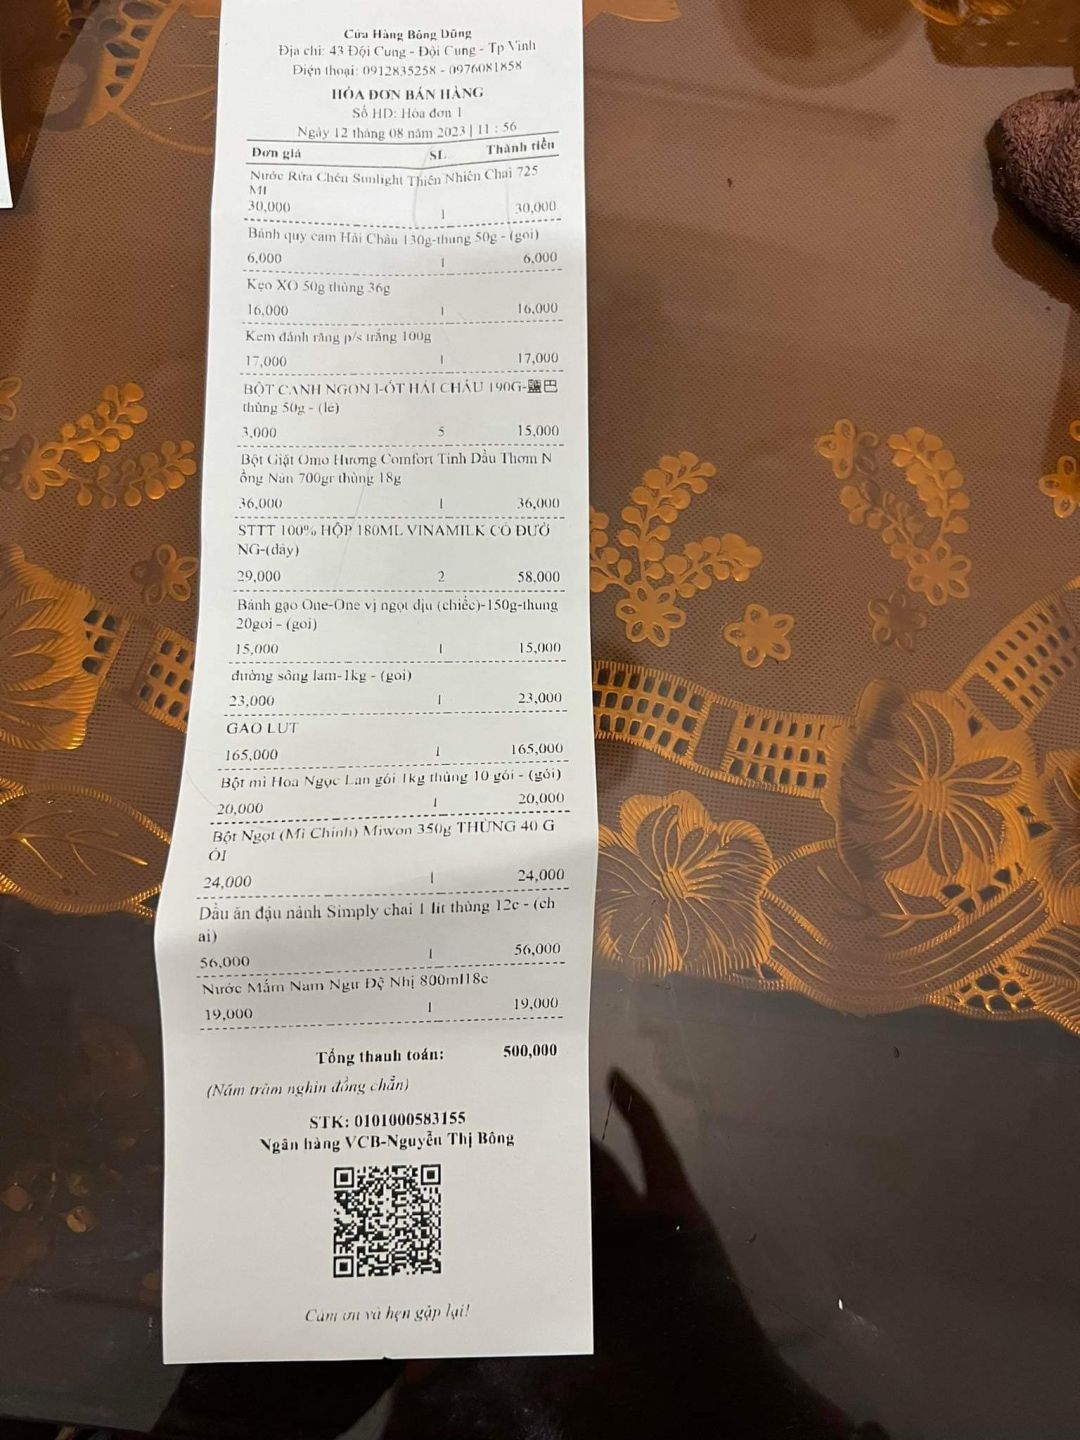 Cửa Hàng Bông Dũng
Địa chỉ: 43 Đội Cung - Đội Cung - Tp Vinh
Điện thoại: 0912835258 - 0976081858
HÓA ĐƠN BÁN HÀNG
Số HD: Hóa đơn 1
Ngày 12 tháng 08 năm 2023 | 11 : 56
Đơn giá SL Thành tiền
Nước Rửa Chén Sunlight Thiên Nhiên Chai 725
Ml
30,000 1 30,000
Bánh quy cam Hải Châu 130g-thung 50g - (goi)
6,000 1 6,000
Kẹo XO 50g thùng 36g
16,000 1 16,000
Kem đánh răng p/s trắng 100g
17,000 1 17,000
BỘT CANH NGON I-ỐT HẢI CHÂU 190G-鹽巴
thùng 50g - (lẻ)
3,000 5 15,000
Bột Giặt Omo Hương Comfort Tinh Dầu Thơm N
ồng Nàn 700gr thùng 18g
36,000 1 36,000
STTT 100% HỘP 180ML VINAMILK CÓ ĐƯỜ
NG-(dây)
29,000 2 58,000
Bánh gạo One-One vị ngọt dịu (chiếc)-150g-thung
20goi - (goi)
15,000 1 15,000
đường sông lam-1kg - (goi)
23,000 1 23,000
GAO LUT
165,000 1 165,000
Bột mì Hoa Ngọc Lan gói 1kg thùng 10 gói - (gói)
20,000 1 20,000
Bột Ngọt (Mì Chính) Miwon 350g THÙNG 40 G
ÓI
24,000 1 24,000
Dầu ăn đậu nành Simply chai 1 lít thùng 12c - (ch
ai)
56,000 1 56,000
Nước Mắm Nam Ngư Đệ Nhị 800ml18c
19,000 1 19,000
Tổng thanh toán: 500,000
(Năm trăm nghìn đồng chẵn)
STK: 0101000583155
Ngân hàng VCB-Nguyễn Thị Bông
Cảm ơn và hẹn gặp lại!